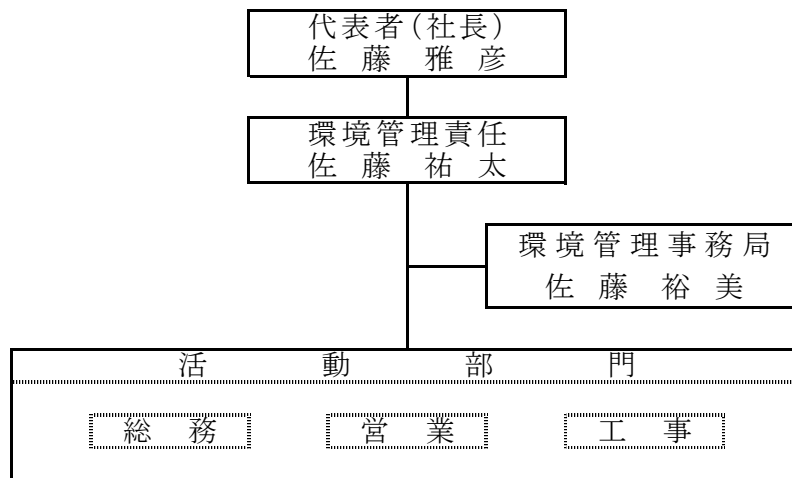 代表者(社長)
佐藤雅彦
環境管理責任
佐藤祐太
環境管理事務局
佐藤裕美
活動部門
総務
営業
工事